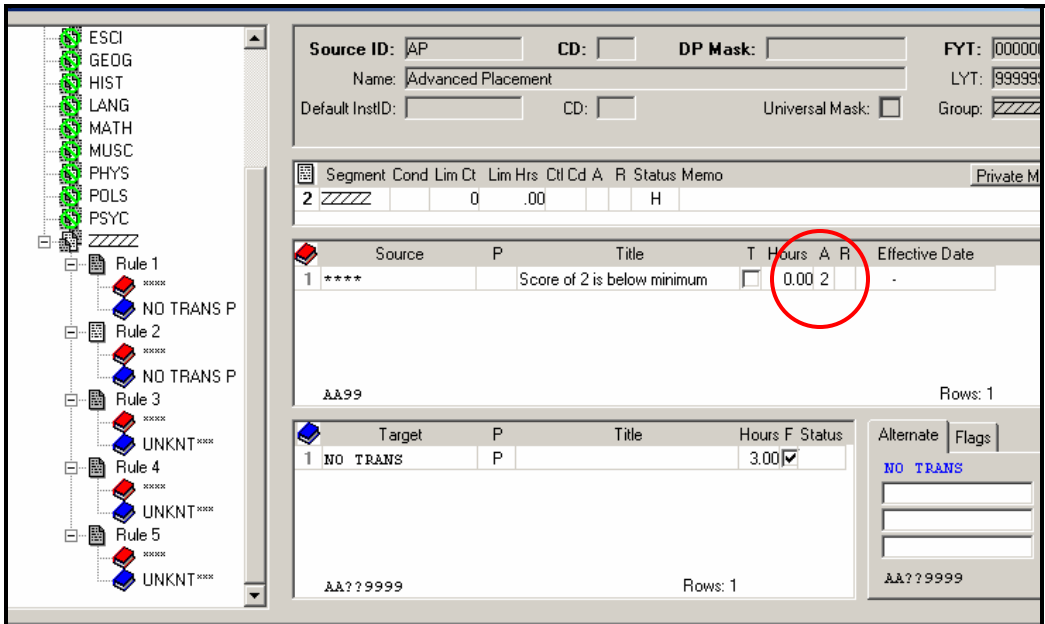 ESCI
GEOG
HIST
LANG
MATH
MUSC
PHYS
POLS
PSYC
ZZZZZ
Rule 1
****
NO TRANS P
Rule 2
****
NO TRANS P
Rule 3
****
UNKNT***
Rule 4
****
UNKNT***
Rule 5
****
UNKNT***
Source ID: AP CD: DP Mask: FYT: 00000
Name: Advanced Placement LYT: 99999
Default InstID: CD: Universal Mask: Group: ZZZZ
Segment Cond Lim Ct Lim Hrs Ctl Cd A R Status Memo Private M
2 ZZZZZ 0 .00 H
Source P Title T Hours A R Effective Date
1 **** Score of 2 is below minimum 0.00 2 -
AA99 Rows: 1
Target P Title Hours F Status
1 NO TRANS P 3.00
AA??9999 Rows: 1
Alternate Flags
NO TRANS
AA??9999